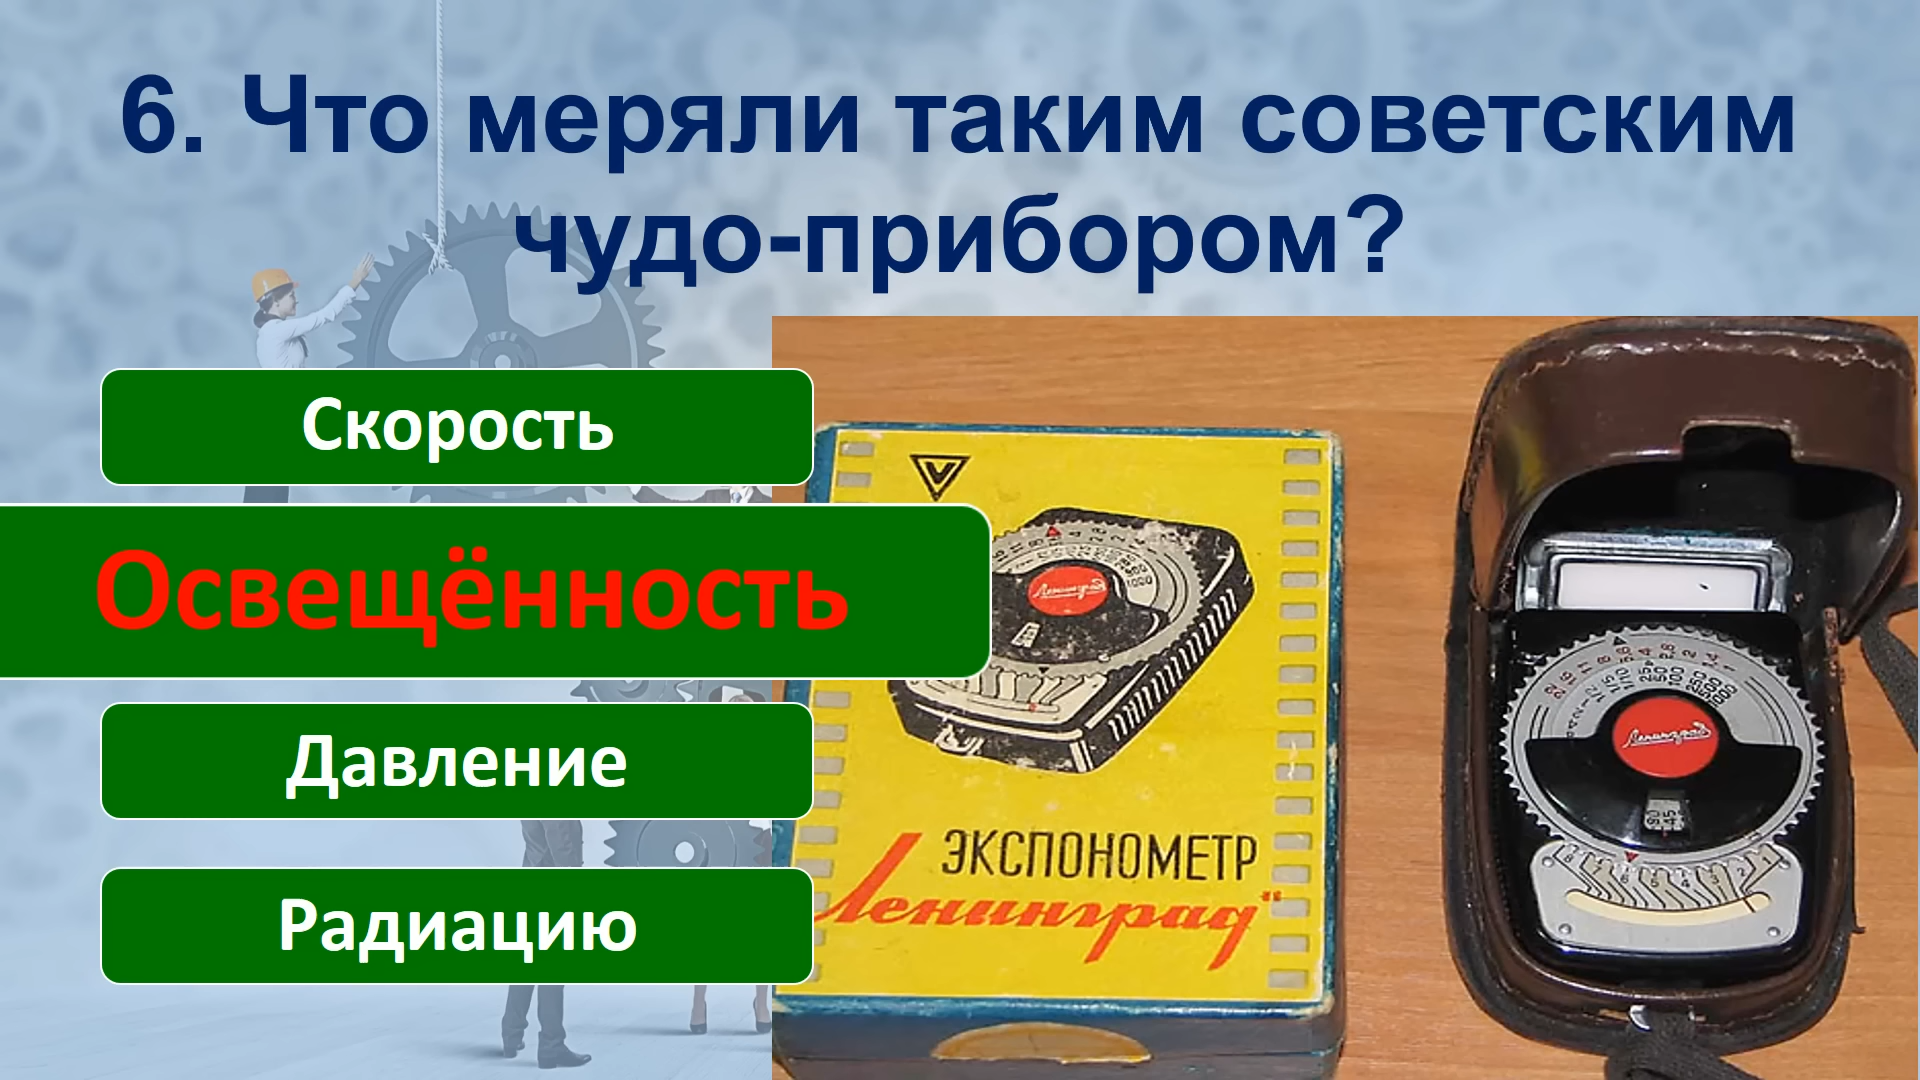 6. Что меряли таким советским
чудо-прибором?
Скорость
Освещённость
Давление
Радиацию
Ленинград
ЭКСПОНОМЕТР
Ленинград"
Ленинград